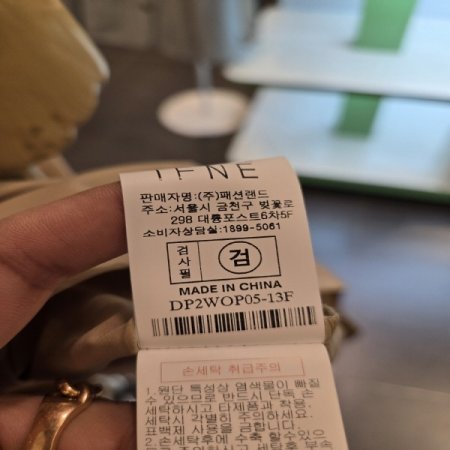 IFNE
판매자명:(주)패션랜드
주소:서울시 금천구 벚꽃로
298 대륭포스트6차5F
소비자상담실:1899-5061
검사필
검
MADE IN CHINA
DP2WOP05-13F
손세탁 취급주의
1.원단 특성상 염색물이 빠질
수 있으므로 반드시 단독 손
세탁하시고 타제품과 착용,
세탁시 각별히 주의하세요.
표백제 사용을 금합니다.
2.손세탁후에 수축 할수있으